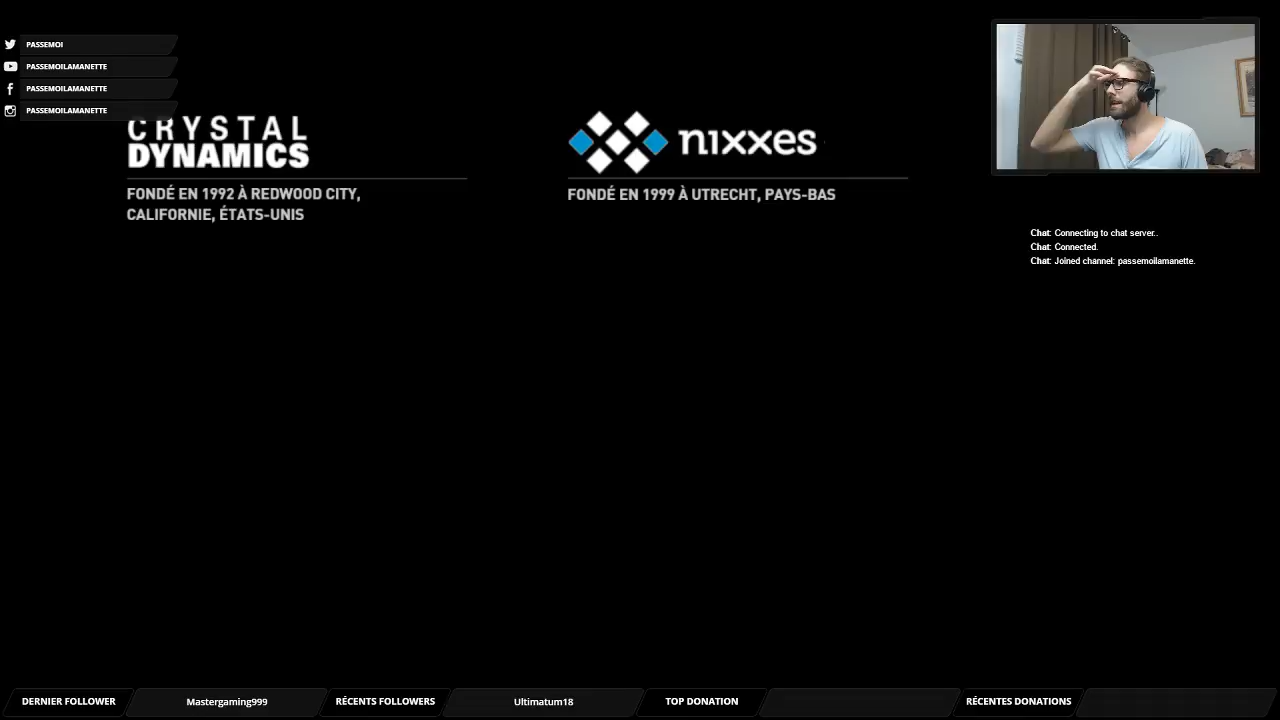 PASSEMOI
PASSEMOILAMANETTE
PASSEMOILAMANETTE
PASSEMOILAMANETTE
CRYSTAL
DYNAMICS
FONDÉ EN 1992 À REDWOOD CITY,
CALIFORNIE, ÉTATS-UNIS
nixxes
FONDÉ EN 1999 À UTRECHT, PAYS-BAS
Chat: Connecting to chat server..
Chat: Connected.
Chat: Joined channel: passemoilamanette.
DERNIER FOLLOWER Mastergaming999 RÉCENTS FOLLOWERS Ultimatum18 TOP DONATION RÉCENTES DONATIONS